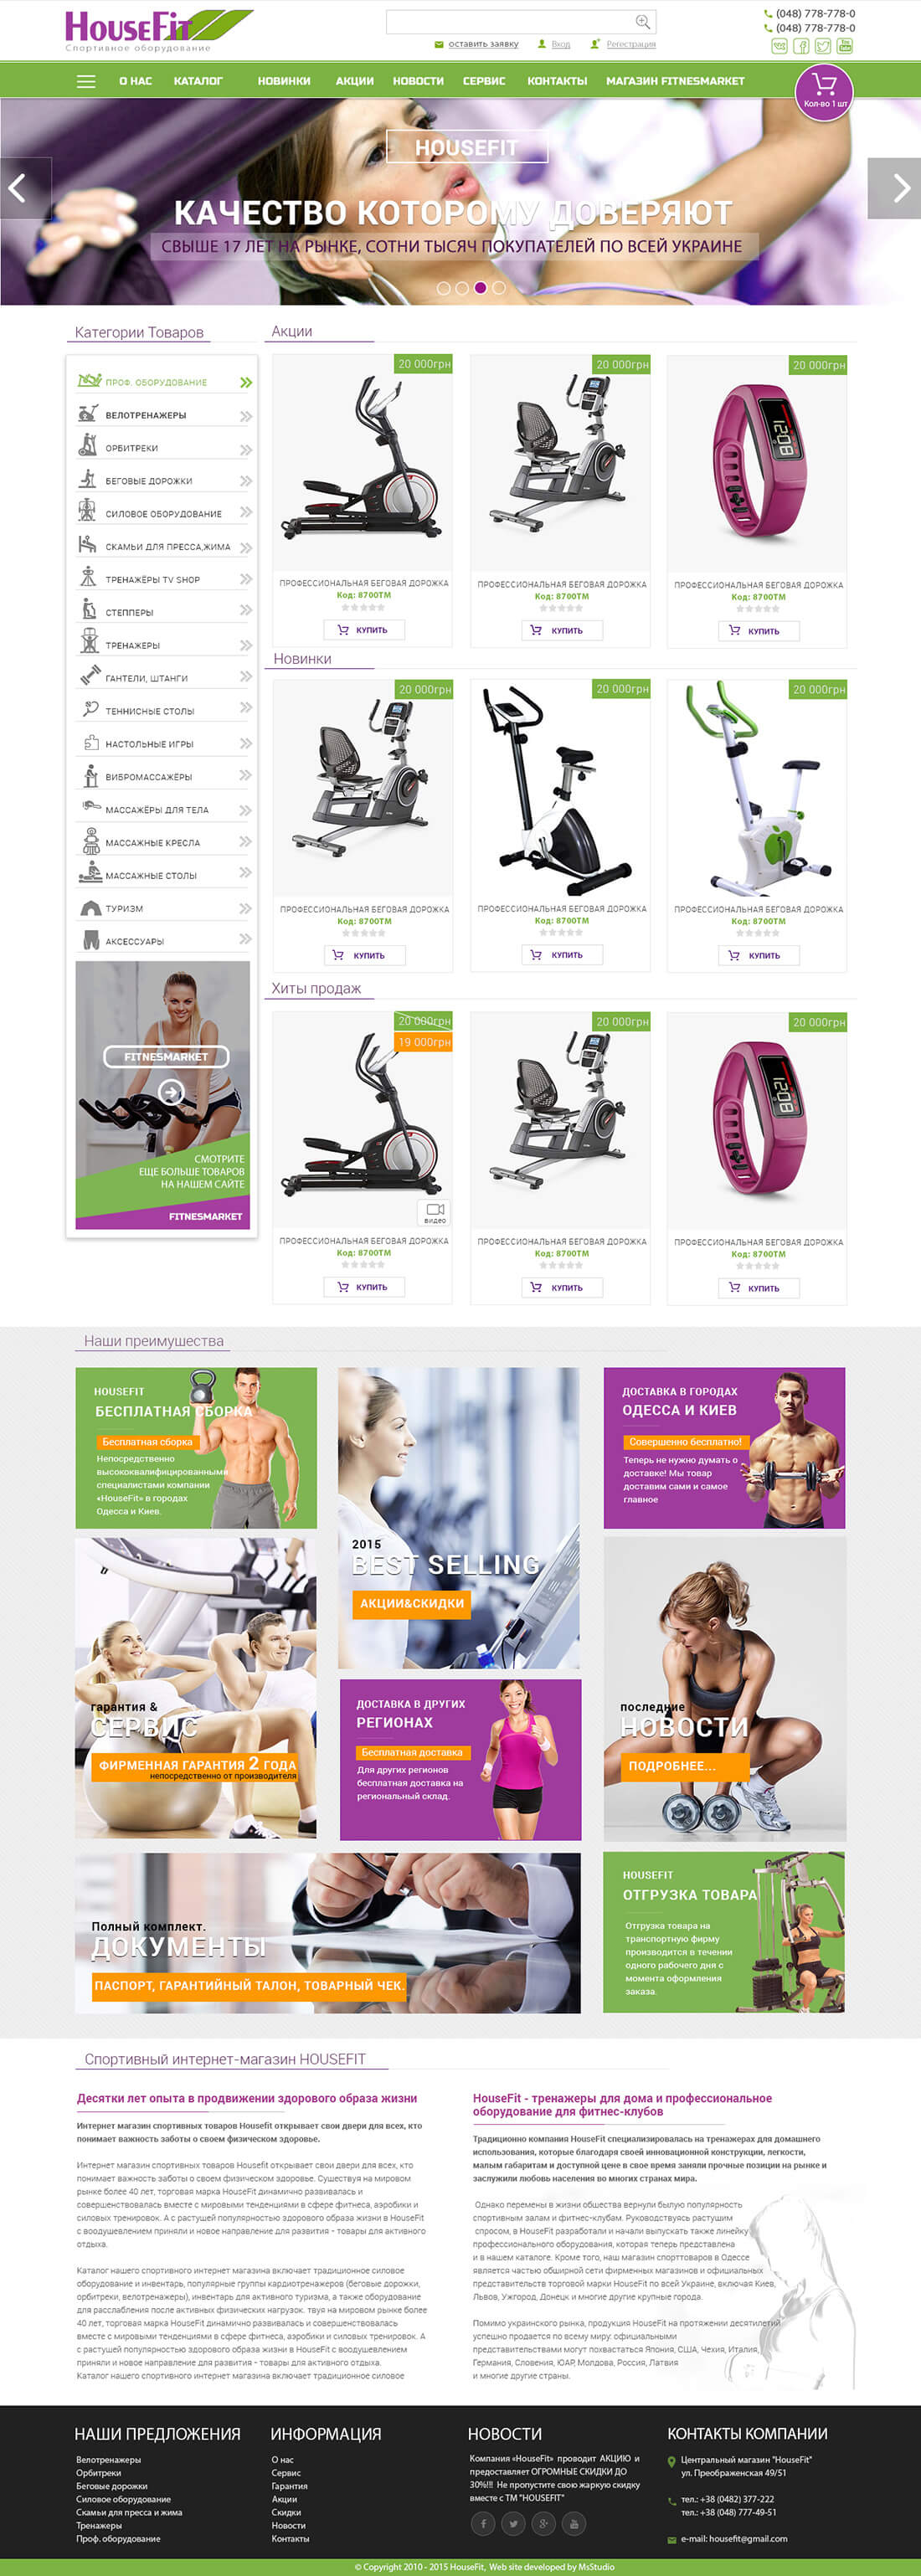 HouseFit
Спортивное оборудование
оставить заявку
Вход
Регестрация
(048) 778-778-0
(048) 778-778-0
О НАС КАТАЛОГ НОВИНКИ АКЦИИ НОВОСТИ СЕРВИС КОНТАКТЫ МАГАЗИН FITNESMARKET
Кол-во 1 шт
HOUSEFIT
КАЧЕСТВО КОТОРОМУ ДОВЕРЯЮТ
СВЫШЕ 17 ЛЕТ НА РЫНКЕ, СОТНИ ТЫСЯЧ ПОКУПАТЕЛЕЙ ПО ВСЕЙ УКРАИНЕ
Категории Товаров
ПРОФ. ОБОРУДОВАНИЕ
ВЕЛОТРЕНАЖЕРЫ
ОРБИТРЕКИ
БЕГОВЫЕ ДОРОЖКИ
СИЛОВОЕ ОБОРУДОВАНИЕ
СКАМЬИ ДЛЯ ПРЕССА,ЖИМА
ТРЕНАЖЁРЫ TV SHOP
СТЕППЕРЫ
ТРЕНАЖЕРЫ
ГАНТЕЛИ, ШТАНГИ
ТЕННИСНЫЕ СТОЛЫ
НАСТОЛЬНЫЕ ИГРЫ
ВИБРОМАССАЖЁРЫ
МАССАЖЁРЫ ДЛЯ ТЕЛА
МАССАЖНЫЕ КРЕСЛА
МАССАЖНЫЕ СТОЛЫ
ТУРИЗМ
АКСЕССУАРЫ
FITNESMARKET
СМОТРИТЕ
ЕЩЕ БОЛЬШЕ ТОВАРОВ
НА НАШЕМ САЙТЕ
FITNESMARKET
Акции
20 000грн 20 000грн 20 000грн
ПРОФЕССИОНАЛЬНАЯ БЕГОВАЯ ДОРОЖКА ПРОФЕССИОНАЛЬНАЯ БЕГОВАЯ ДОРОЖКА ПРОФЕССИОНАЛЬНАЯ БЕГОВАЯ ДОРОЖКА
Код: 8700TM Код: 8700TM Код: 8700TM
КУПИТЬ КУПИТЬ КУПИТЬ
Новинки
20 000грн 20 000грн 20 000грн
ПРОФЕССИОНАЛЬНАЯ БЕГОВАЯ ДОРОЖКА ПРОФЕССИОНАЛЬНАЯ БЕГОВАЯ ДОРОЖКА ПРОФЕССИОНАЛЬНАЯ БЕГОВАЯ ДОРОЖКА
Код: 8700TM Код: 8700TM Код: 8700TM
КУПИТЬ КУПИТЬ КУПИТЬ
Хиты продаж
20 000грн 20 000грн 20 000грн
19 000грн
видео
ПРОФЕССИОНАЛЬНАЯ БЕГОВАЯ ДОРОЖКА ПРОФЕССИОНАЛЬНАЯ БЕГОВАЯ ДОРОЖКА ПРОФЕССИОНАЛЬНАЯ БЕГОВАЯ ДОРОЖКА
Код: 8700TM Код: 8700TM Код: 8700TM
КУПИТЬ КУПИТЬ КУПИТЬ
Наши преимущества
HOUSEFIT
БЕСПЛАТНАЯ СБОРКА
Бесплатная сборка
Непосредственно
высококвалифицированными
специалистами компании
«HouseFit» в городах
Одесса и Киев.
2015
BEST SELLING
АКЦИИ&СКИДКИ
ДОСТАВКА В ГОРОДАХ
ОДЕССА И КИЕВ
Совершенно бесплатно!
Теперь не нужно думать о
доставке! Мы товар
доставим сами и самое
главное
гарантия &
СЕРВИС
ФИРМЕННАЯ ГАРАНТИЯ 2 ГОДА
непосредственно от производителя
ДОСТАВКА В ДРУГИХ
РЕГИОНАХ
Бесплатная доставка
Для других регионов
бесплатная доставка на
региональный склад.
последние
НОВОСТИ
ПОДРОБНЕЕ...
Полный комплект.
ДОКУМЕНТЫ
ПАСПОРТ, ГАРАНТИЙНЫЙ ТАЛОН, ТОВАРНЫЙ ЧЕК.
HOUSEFIT
ОТГРУЗКА ТОВАРА
Отгрузка товара на
транспортную фирму
производится в течении
одного рабочего дня с
момента оформления
заказа.
Спортивный интернет-магазин HOUSEFIT
Десятки лет опыта в продвижении здорового образа жизни
Интернет магазин спортивных товаров Housefit открывает свои двери для всех, кто
понимает важность заботы о своем физическом здоровье.
Интернет магазин спортивных товаров Housefit открывает свои двери для всех, кто
понимает важность заботы о своем физическом здоровье. Существуя на мировом
рынке более 40 лет, торговая марка HouseFit динамично развивалась и
совершенствовалась вместе с мировыми тенденциями в сфере фитнеса, аэробики и
силовых тренировок. А с растущей популярностью здорового образа жизни в HouseFit
с воодушевлением приняли и новое направление для развития - товары для активного
отдыха.
Каталог нашего спортивного интернет магазина включает традиционное силовое
оборудование и инвентарь, популярные группы кардиотренажеров (беговые дорожки,
орбитреки, велотренажеры), инвентарь для активного туризма, а также оборудование
для расслабления после активных физических нагрузок. твуя на мировом рынке более
40 лет, торговая марка HouseFit динамично развивалась и совершенствовалась
вместе с мировыми тенденциями в сфере фитнеса, аэробики и силовых тренировок. А
с растущей популярностью здорового образа жизни в HouseFit с воодушевлением
приняли и новое направление для развития - товары для активного отдыха.
Каталог нашего спортивного интернет магазина включает традиционное силовое
HouseFit - тренажеры для дома и профессиональное
оборудование для фитнес-клубов
Традиционно компания HouseFit специализировалась на тренажерах для домашнего
использования, которые благодаря своей инновационной конструкции, легкости,
малым габаритам и доступной цене в свое время заняли прочные позиции на рынке и
заслужили любовь населения во многих странах мира.
Однако перемены в жизни общества вернули былую популярность
спортивным залам и фитнес-клубам. Руководствуясь растущим
спросом, в HouseFit разработали и начали выпускать также линейку
профессионального оборудования, которая теперь представлена
и в нашем каталоге. Кроме того, наш магазин спорттоваров в Одессе
является частью обширной сети фирменных магазинов и официальных
представительств торговой марки HouseFit по всей Украине, включая Киев,
Львов, Ужгород, Донецк и многие другие крупные города.
Помимо украинского рынка, продукция HouseFit на протяжении десятилетий
успешно продается по всему миру: официальными
представительствами могут похвастаться Япония, США, Чехия, Италия,
Германия, Словения, ЮАР, Молдова, Россия, Латвия
и многие другие страны.
НАШИ ПРЕДЛОЖЕНИЯ
Велотренажеры
Орбитреки
Беговые дорожки
Силовое оборудование
Скамьи для пресса и жима
Тренажеры
Проф. оборудование
ИНФОРМАЦИЯ
О нас
Сервис
Гарантия
Акции
Скидки
Новости
Контакты
НОВОСТИ
Компания «HouseFit» проводит АКЦИЮ и
предоставляет ОГРОМНЫЕ СКИДКИ ДО
30%!!! Не пропустите свою жаркую скидку
вместе с ТМ "HOUSEFIT"
КОНТАКТЫ КОМПАНИИ
Центральный магазин "HouseFit"
ул. Преображенская 49/51
тел.: +38 (0482) 377-222
тел.: +38 (048) 777-49-51
e-mail: housefit@gmail.com
© Copyright 2010 - 2015 HouseFit, Web site developed by MsStudio